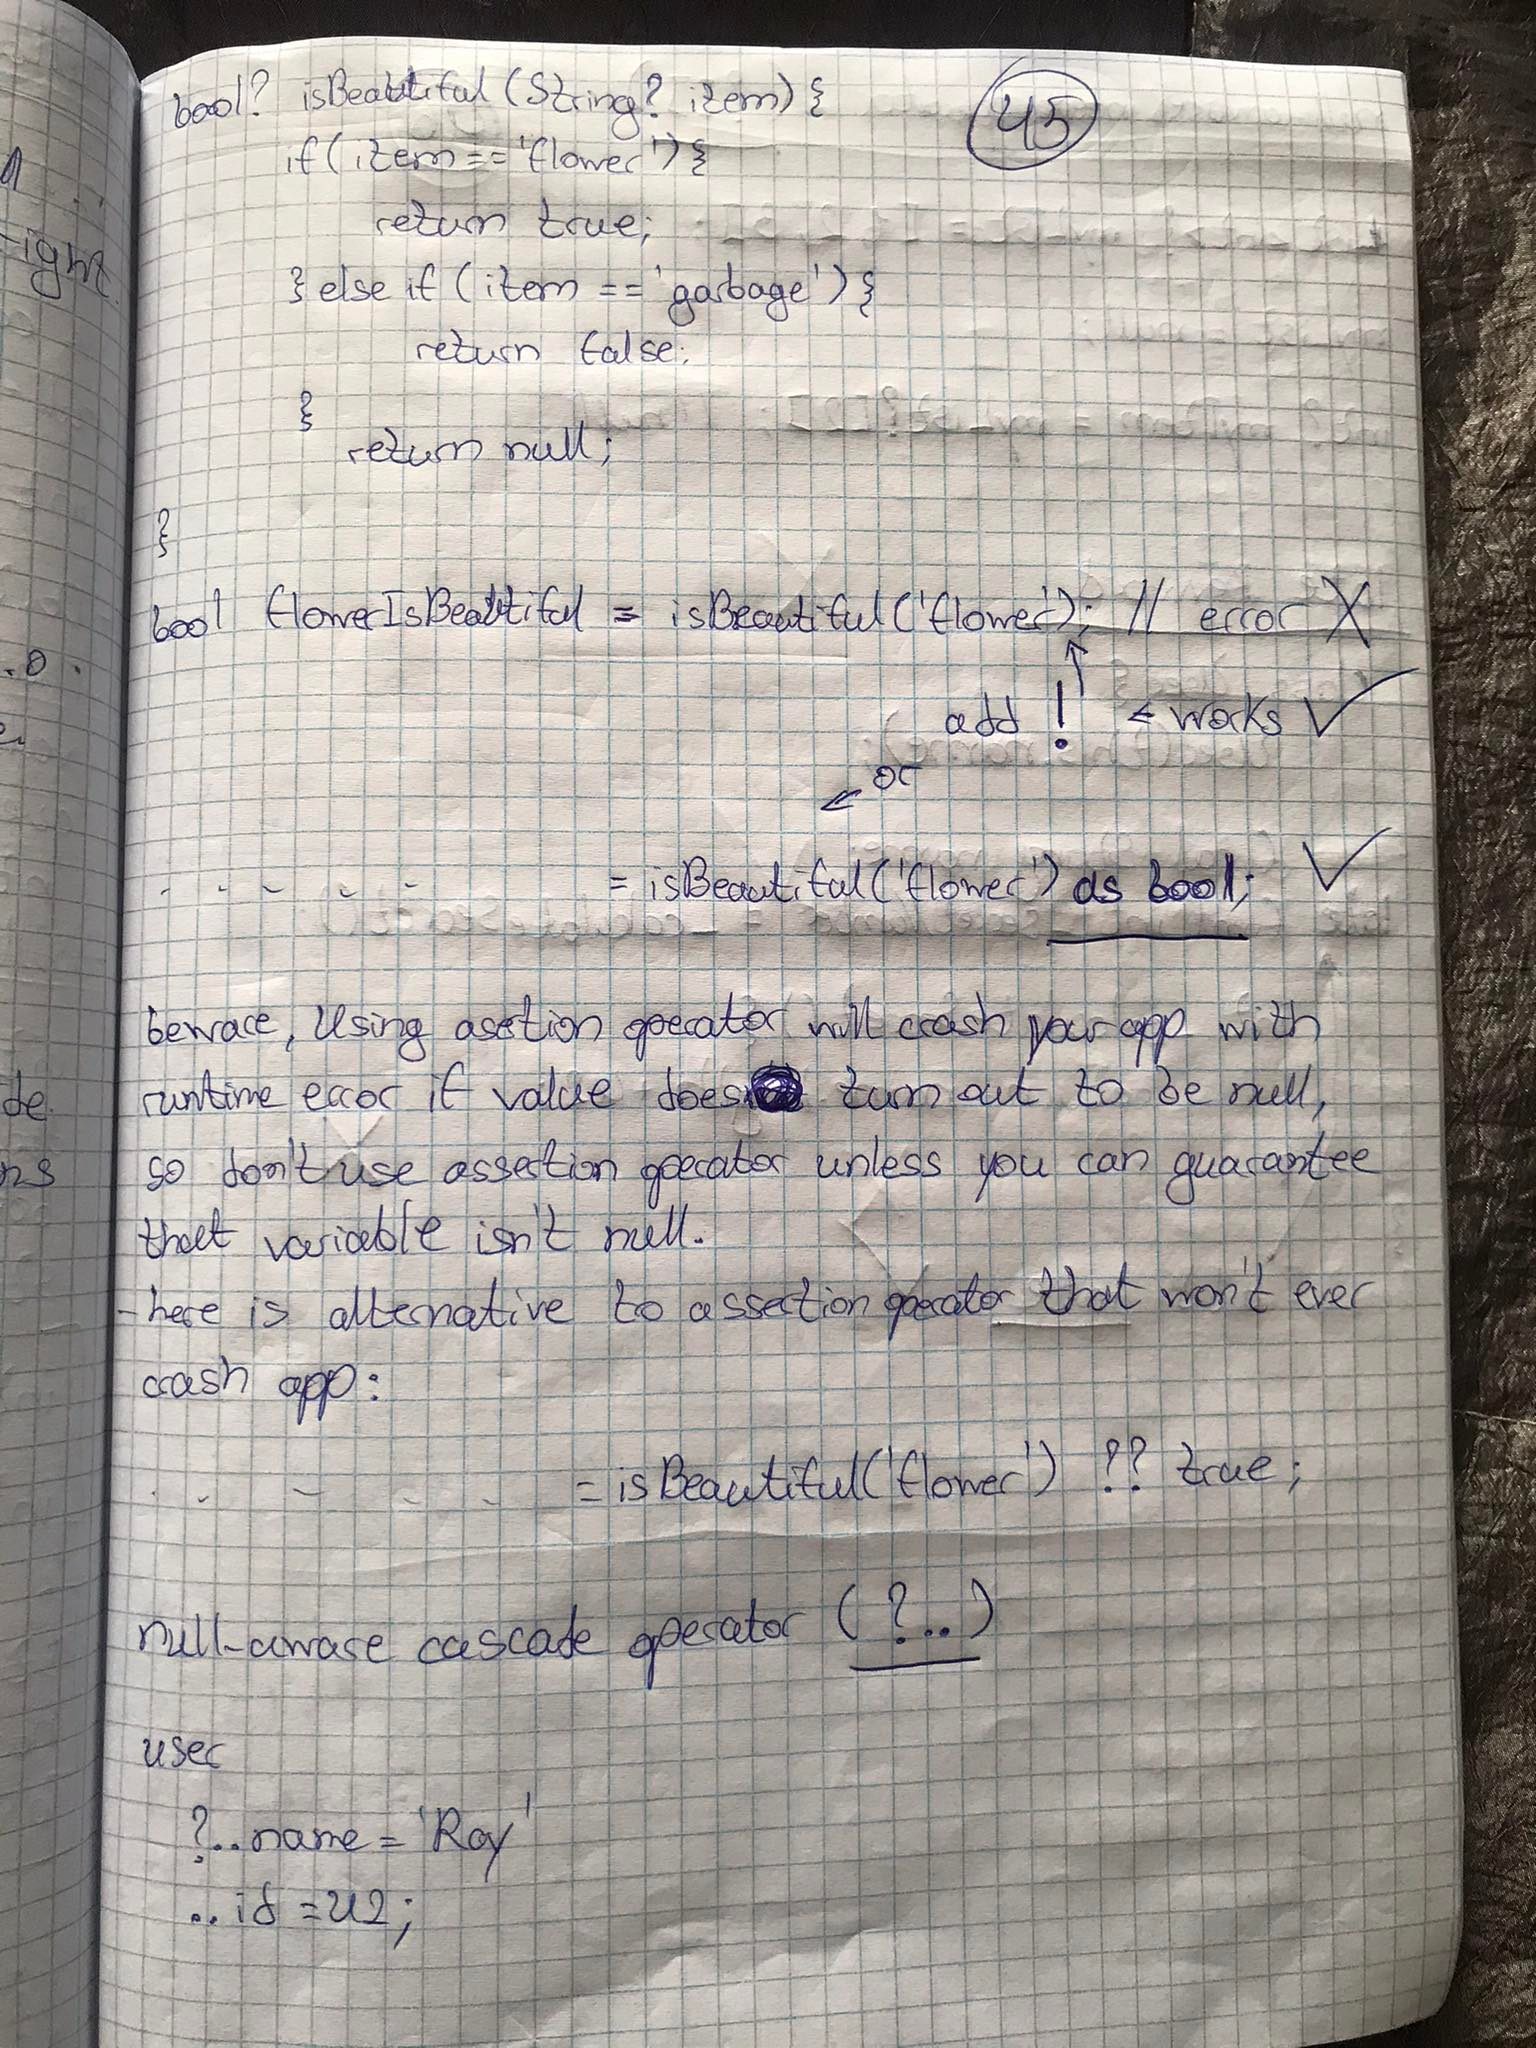 45
bool? isBeautiful(String? item){
if(item=='flower'){
return true;
}else if(item == 'garbage'){
return false;
}
return null;
}
bool flowerIsBeautiful = isBeautiful('flower'); // error X
add ! ← works ✓
← or
- - - - - = isBeautiful('flower') as bool; ✓
beware, Using asertion operator will crash your app with
runtime error if value does turn out to be null,
so don't use assertion operator unless you can guarantee
that variable isn't null.
- here is alternative to assertion operator that won't ever
crash app:
- - - - - = isBeautiful('flower') ?? true;
null-aware cascade operator (?..)
user
?..name = 'Ray'
..id = 42;